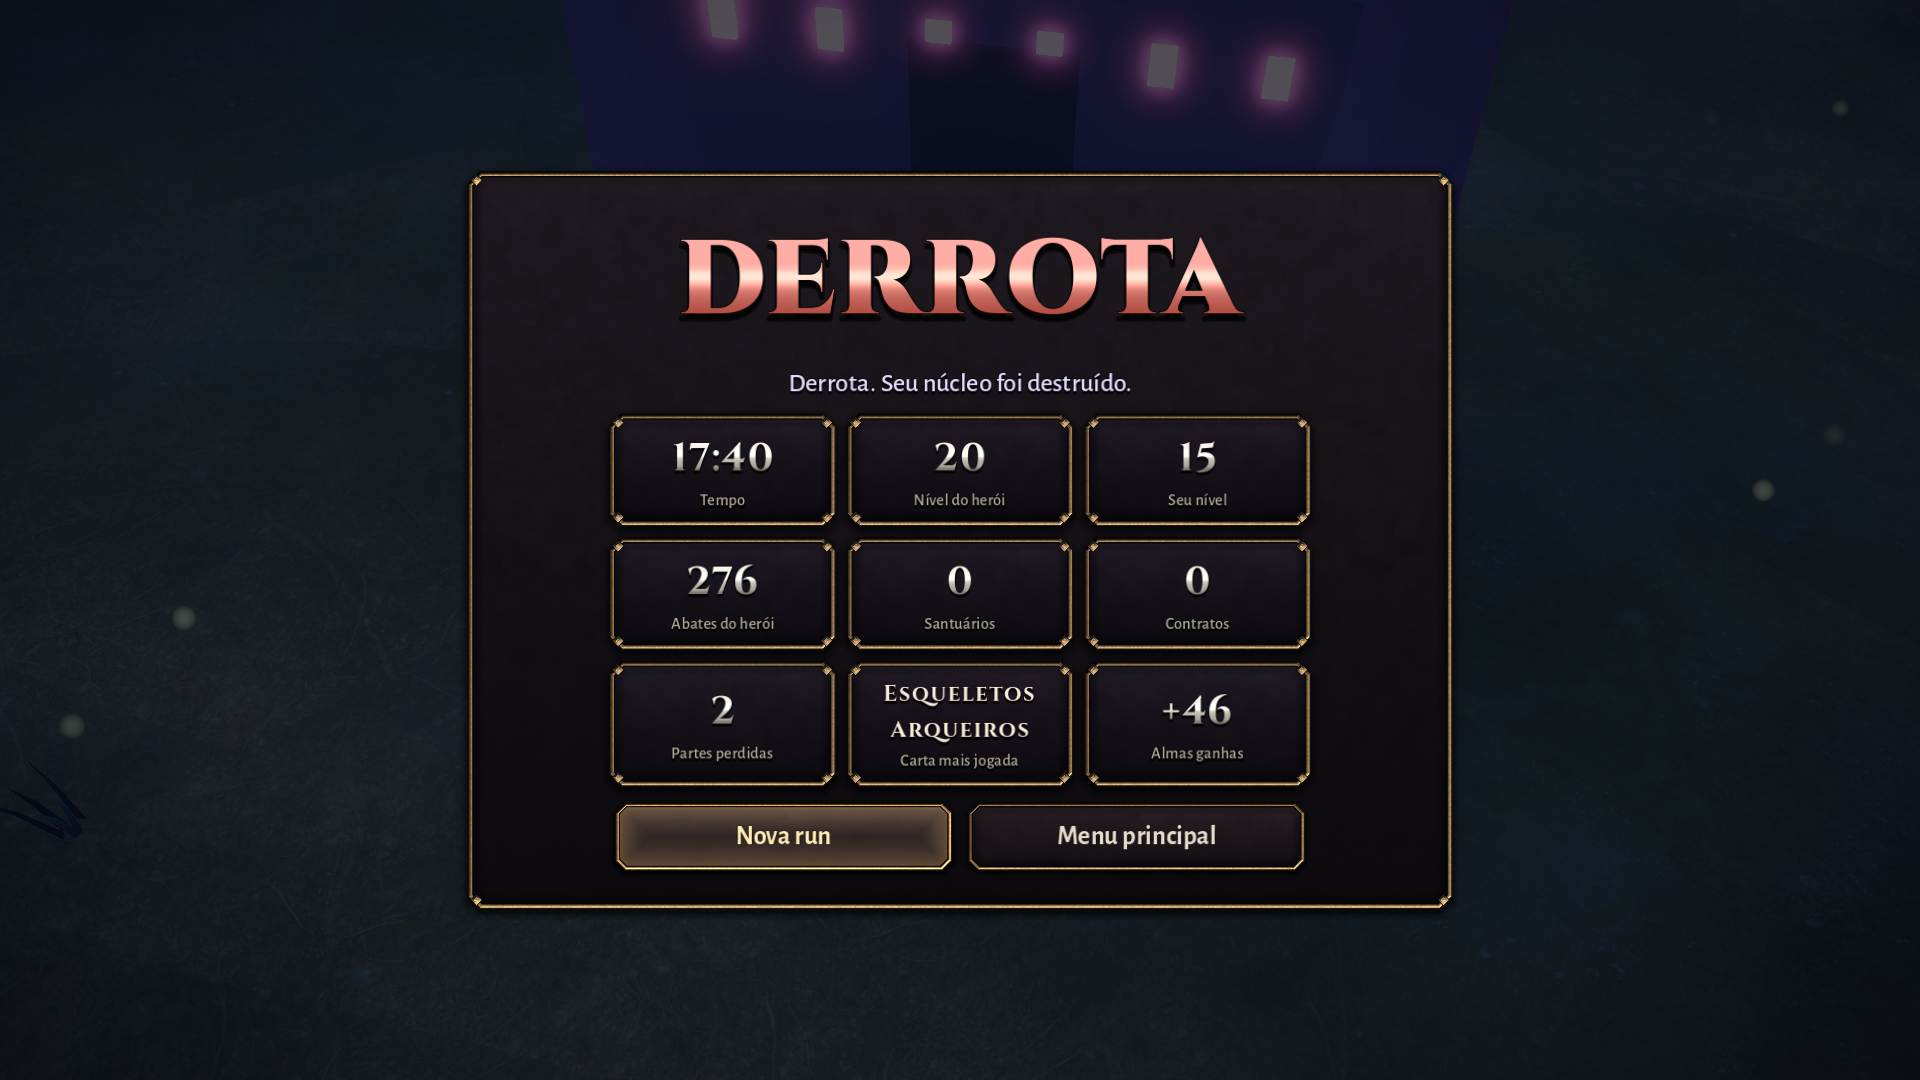 DERROTA
Derrota. Seu núcleo foi destruído.
17:40
Tempo
20
Nível do herói
15
Seu nível
276
Abates do herói
0
Santuários
0
Contratos
2
Partes perdidas
Esqueletos
Arqueiros
Carta mais jogada
+46
Almas ganhas
Nova run
Menu principal